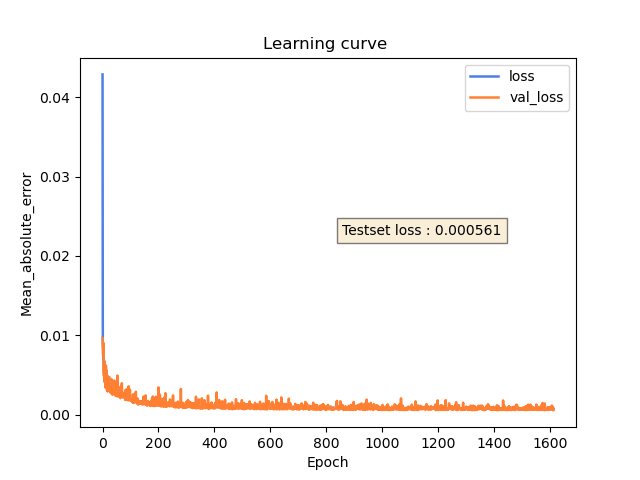 Learning curve
loss
val_loss
0.04
0.03
0.02
0.01
0.00
Mean_absolute_error
Testset loss : 0.000561
0 200 400 600 800 1000 1200 1400 1600
Epoch